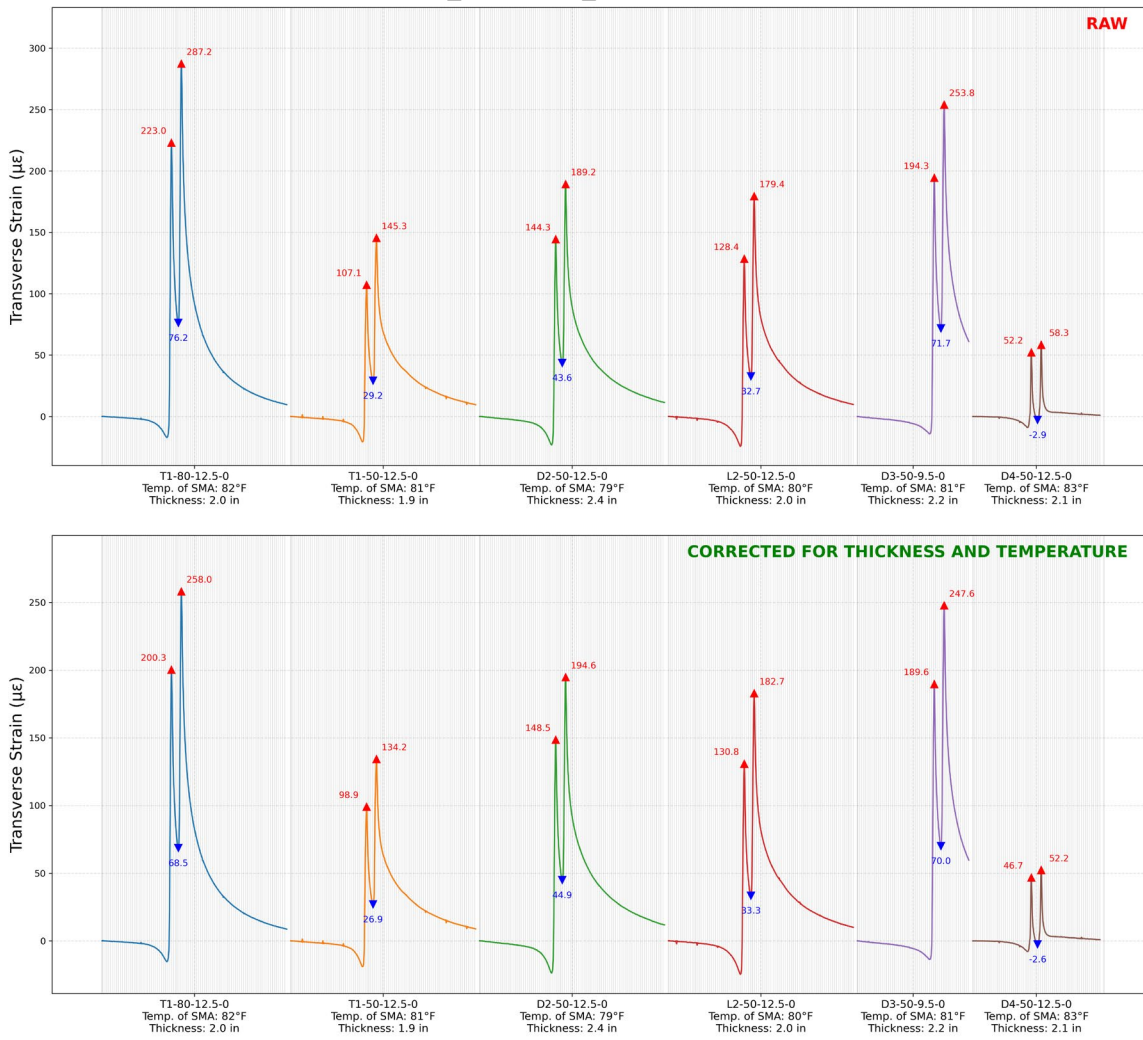 RAW
Transverse Strain (με)
300
250
200
150
100
50
0
223.0
287.2
76.2
107.1
145.3
29.2
144.3
189.2
43.6
128.4
179.4
32.7
194.3
253.8
71.7
52.2
58.3
-2.9
T1-80-12.5-0
Temp. of SMA: 82°F
Thickness: 2.0 in
T1-50-12.5-0
Temp. of SMA: 81°F
Thickness: 1.9 in
D2-50-12.5-0
Temp. of SMA: 79°F
Thickness: 2.4 in
L2-50-12.5-0
Temp. of SMA: 80°F
Thickness: 2.0 in
D3-50-9.5-0
Temp. of SMA: 81°F
Thickness: 2.2 in
D4-50-12.5-0
Temp. of SMA: 83°F
Thickness: 2.1 in
CORRECTED FOR THICKNESS AND TEMPERATURE
Transverse Strain (με)
250
200
150
100
50
0
200.3
258.0
68.5
98.9
134.2
26.9
148.5
194.6
44.9
130.8
182.7
33.3
189.6
247.6
70.0
46.7
52.2
-2.6
T1-80-12.5-0
Temp. of SMA: 82°F
Thickness: 2.0 in
T1-50-12.5-0
Temp. of SMA: 81°F
Thickness: 1.9 in
D2-50-12.5-0
Temp. of SMA: 79°F
Thickness: 2.4 in
L2-50-12.5-0
Temp. of SMA: 80°F
Thickness: 2.0 in
D3-50-9.5-0
Temp. of SMA: 81°F
Thickness: 2.2 in
D4-50-12.5-0
Temp. of SMA: 83°F
Thickness: 2.1 in